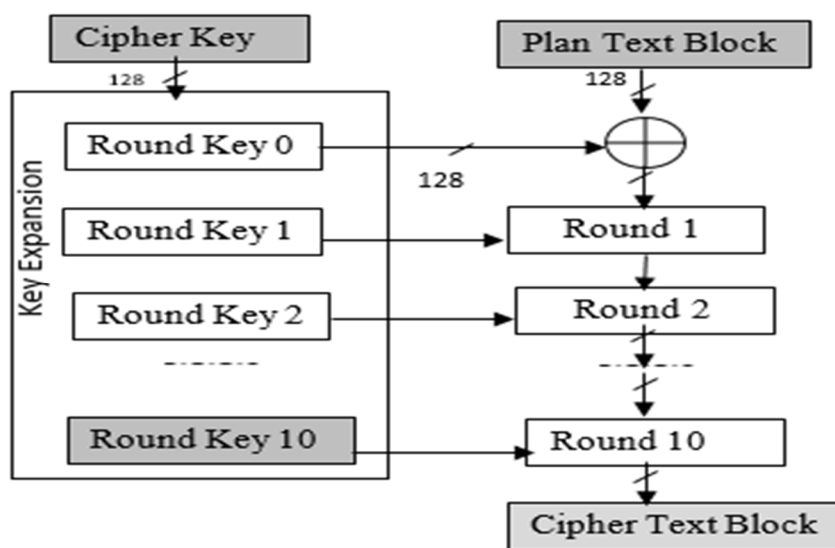 Cipher Key
Plan Text Block
128
128
Key Expansion
Round Key 0
128
Round Key 1
Round 1
Round Key 2
Round 2
Round Key 10
Round 10
Cipher Text Block